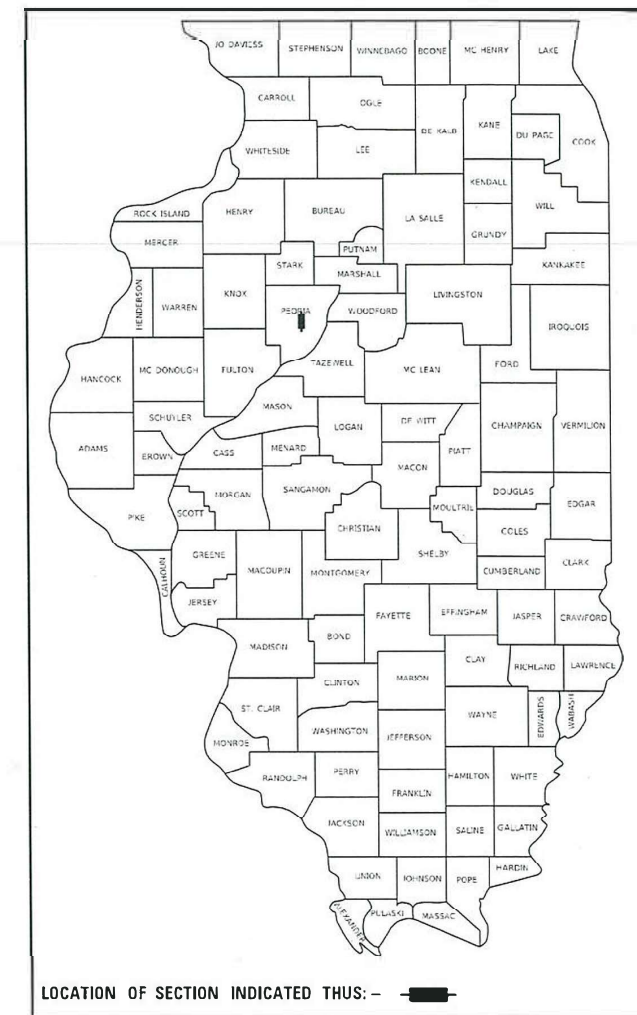 JO DAVIESS STEPHENSON WINNEBAGO BOONE MC HENRY LAKE
CARROLL OGLE DE KALB KANE DU PAGE COOK
WHITESIDE LEE
KENDALL
WILL
ROCK ISLAND HENRY BUREAU LA SALLE
GRUNDY
MERCER PUTNAM
STARK MARSHALL KANKAKEE
HENDERSON WARREN KNOX LIVINGSTON
PEORIA WOODFORD IROQUOIS
HANCOCK MC DONOUGH FULTON TAZEWELL MC LEAN FORD
MASON
SCHUYLER LOGAN DE WITT CHAMPAIGN VERMILION
ADAMS BROWN CASS MENARD PIATT
MACON
MORGAN SANGAMON DOUGLAS
PIKE SCOTT MOULTRIE EDGAR
CHRISTIAN COLES
GREENE MACOUPIN MONTGOMERY SHELBY
CALHOUN CUMBERLAND CLARK
JERSEY
FAYETTE EFFINGHAM JASPER CRAWFORD
MADISON BOND
CLAY RICHLAND LAWRENCE
CLINTON MARION
ST. CLAIR WAYNE EDWARDS WABASH
WASHINGTON JEFFERSON
MONROE
RANDOLPH PERRY HAMILTON WHITE
FRANKLIN
JACKSON WILLIAMSON SALINE GALLATIN
UNION JOHNSON POPE HARDIN
ALEXANDER PULASKI MASSAC
LOCATION OF SECTION INDICATED THUS: –